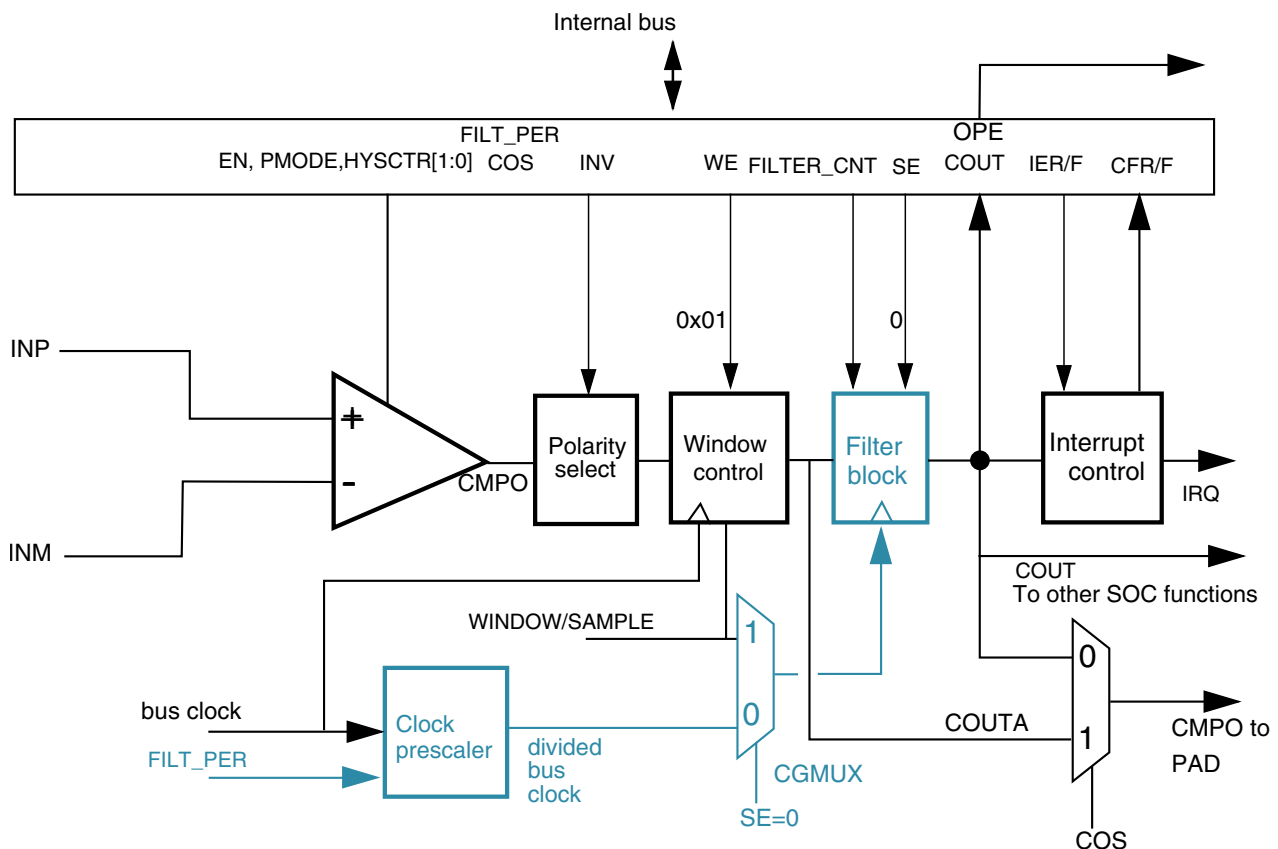 Internal bus
FILT_PER
OPE
EN, PMODE,HYSCTR[1:0]
COS
INV
WE
FILTER_CNT
SE
COUT
IER/F
CFR/F
0x01
0
INP
+
-
INM
CMPO
Polarity
select
Window
control
Filter
block
Interrupt
control
IRQ
COUT
To other SOC functions
WINDOW/SAMPLE
1
0
bus clock
FILT_PER
Clock
prescaler
divided
bus
clock
CGMUX
SE=0
COUTA
0
1
CMPO to
PAD
COS